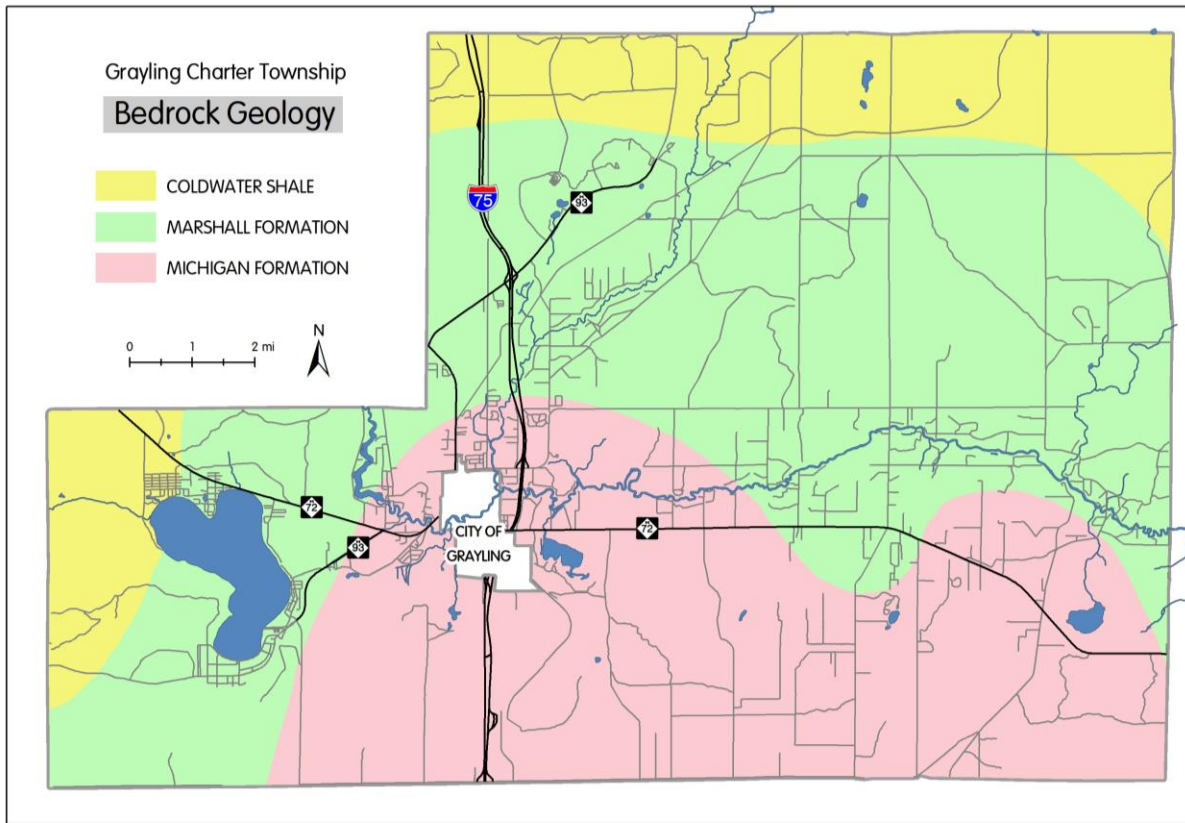 Grayling Charter Township
Bedrock Geology
COLDWATER SHALE
MARSHALL FORMATION
MICHIGAN FORMATION
N
0 1 2 mi
75
93
72
93
CITY OF
GRAYLING
72